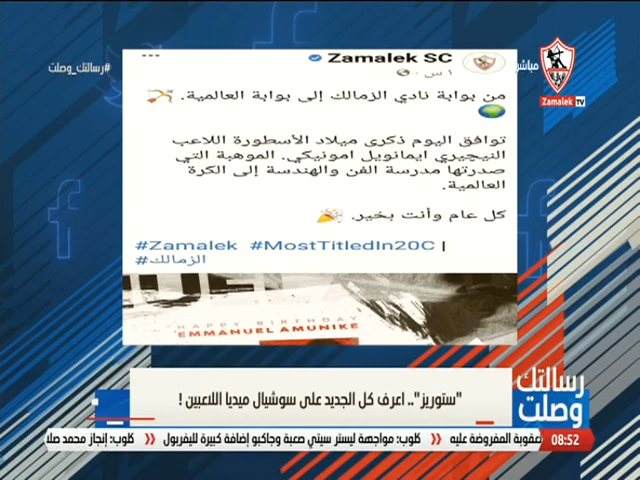 #رسالتك_وصلت
Zamalek SC
١ س
مباشر
Zamalek TV
من بوابة نادي الزمالك إلى بوابة العالمية. 🏹
🌍
توافق اليوم ذكرى ميلاد الأسطورة اللاعب
النيجيري ايمانويل امونيكي. الموهبة التي
صدرتها مدرسة الفن والهندسة إلى الكرة
العالمية.
كل عام وأنت بخير. 🎉
#Zamalek #MostTitledIn20C |
#الزمالك
HAPPY BIRTHDAY
EMMANUEL AMUNIKE
"ستوريز".. اعرف كل الجديد على سوشيال ميديا اللاعبين !
رسالتك
وصلت
08:52
عقوبة المفروضة عليه » كلوب: مواجهة ليستر سيتي صعبة وجاكبو إضافة كبيرة لليفربول » كلوب: إنجاز محمد صلا